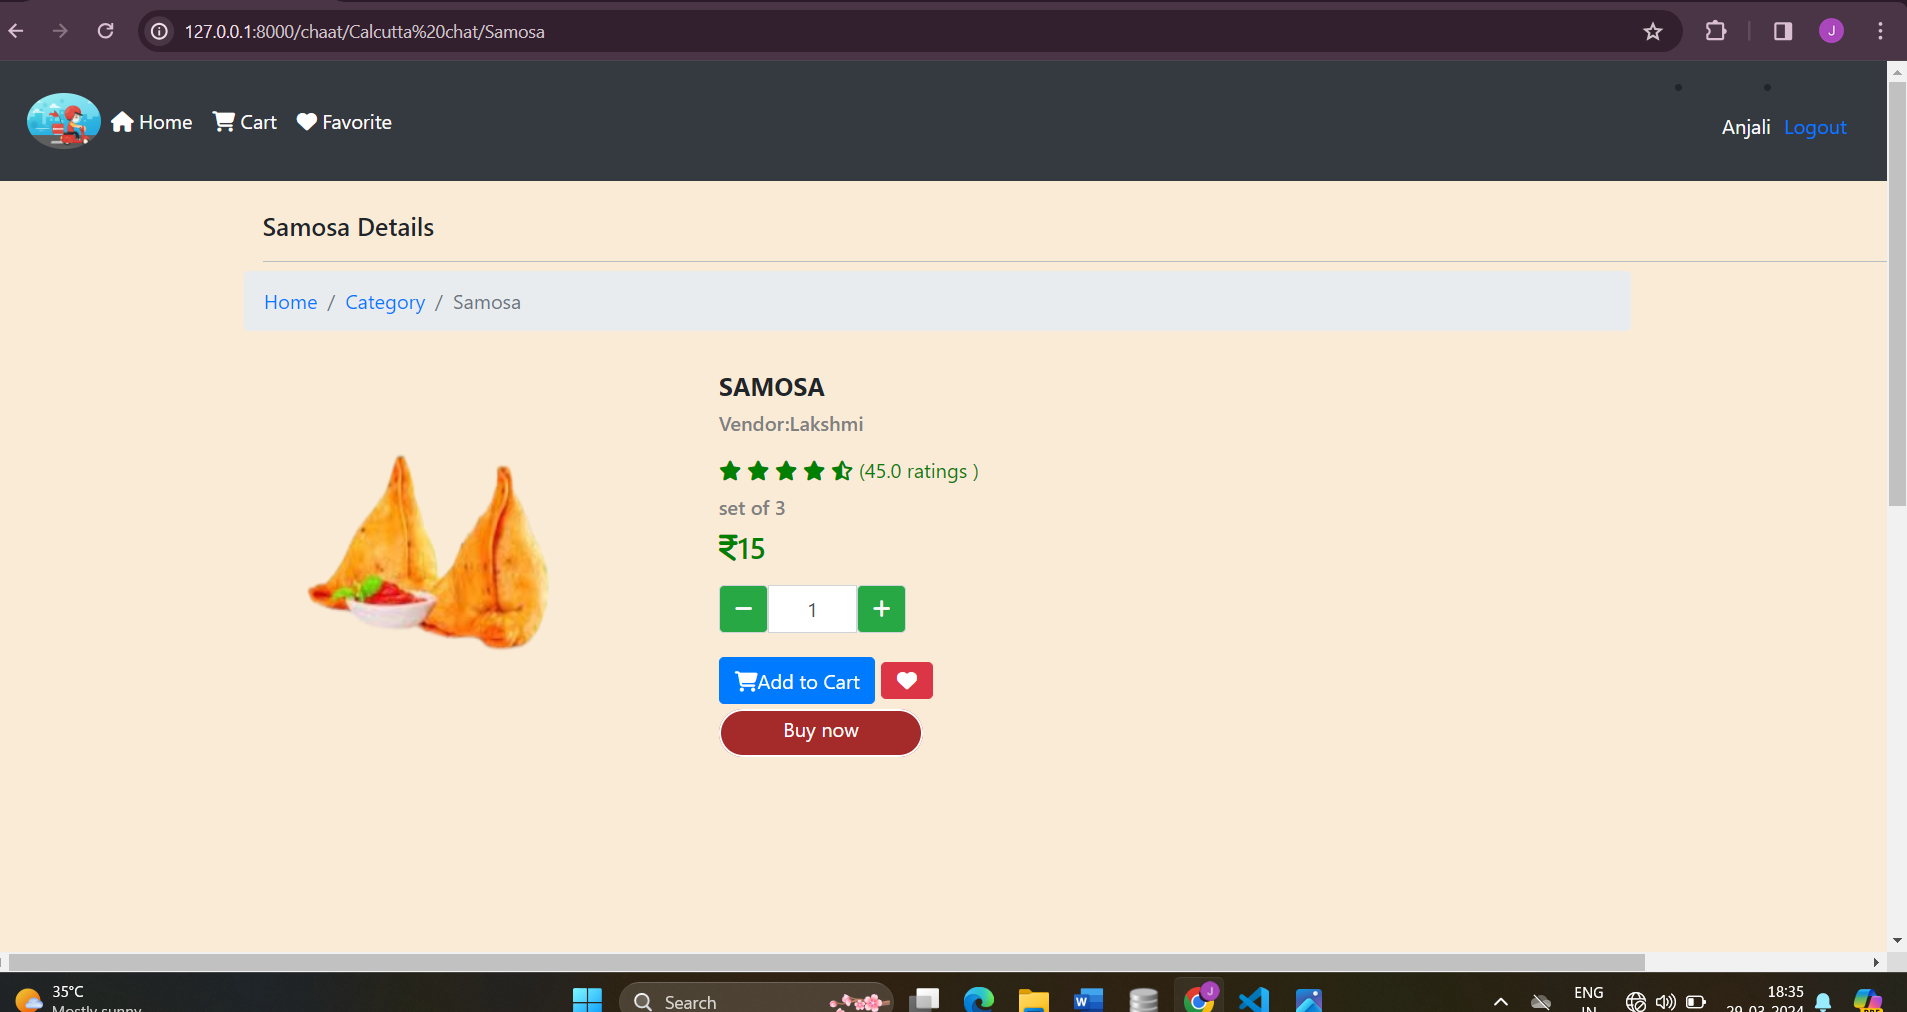 127.0.0.1:8000/chaat/Calcutta%20chat/Samosa
J
Home Cart Favorite
Anjali Logout
Samosa Details
Home / Category / Samosa
SAMOSA
Vendor:Lakshmi
(45.0 ratings )
set of 3
₹15
1
Add to Cart
Buy now
35°C
Mostly sunny
Search
W
J
ENG
IN
18:35
29-03-2024